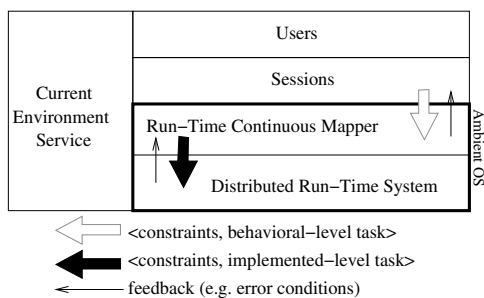 Users
Sessions
Current
Environment
Service
Run−Time Continuous Mapper
Distributed Run−Time System
Ambient OS
<constraints, behavioral−level task>
<constraints, implemented−level task>
feedback (e.g. error conditions)